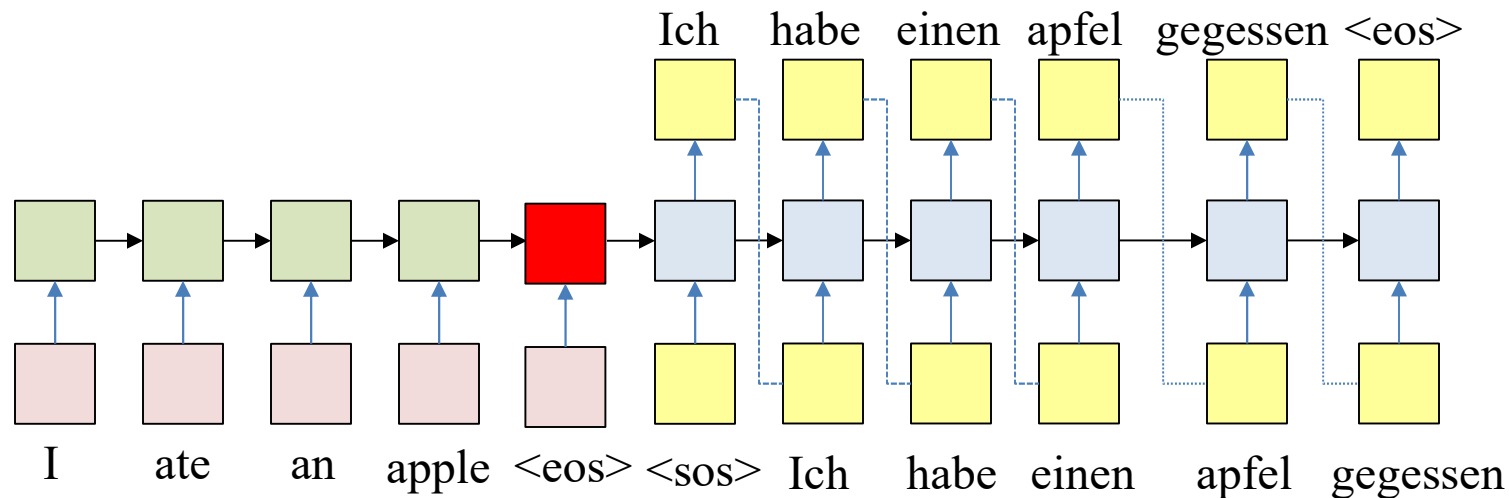 Ich habe einen apfel gegessen <eos>
I ate an apple <eos> <sos> Ich habe einen apfel gegessen